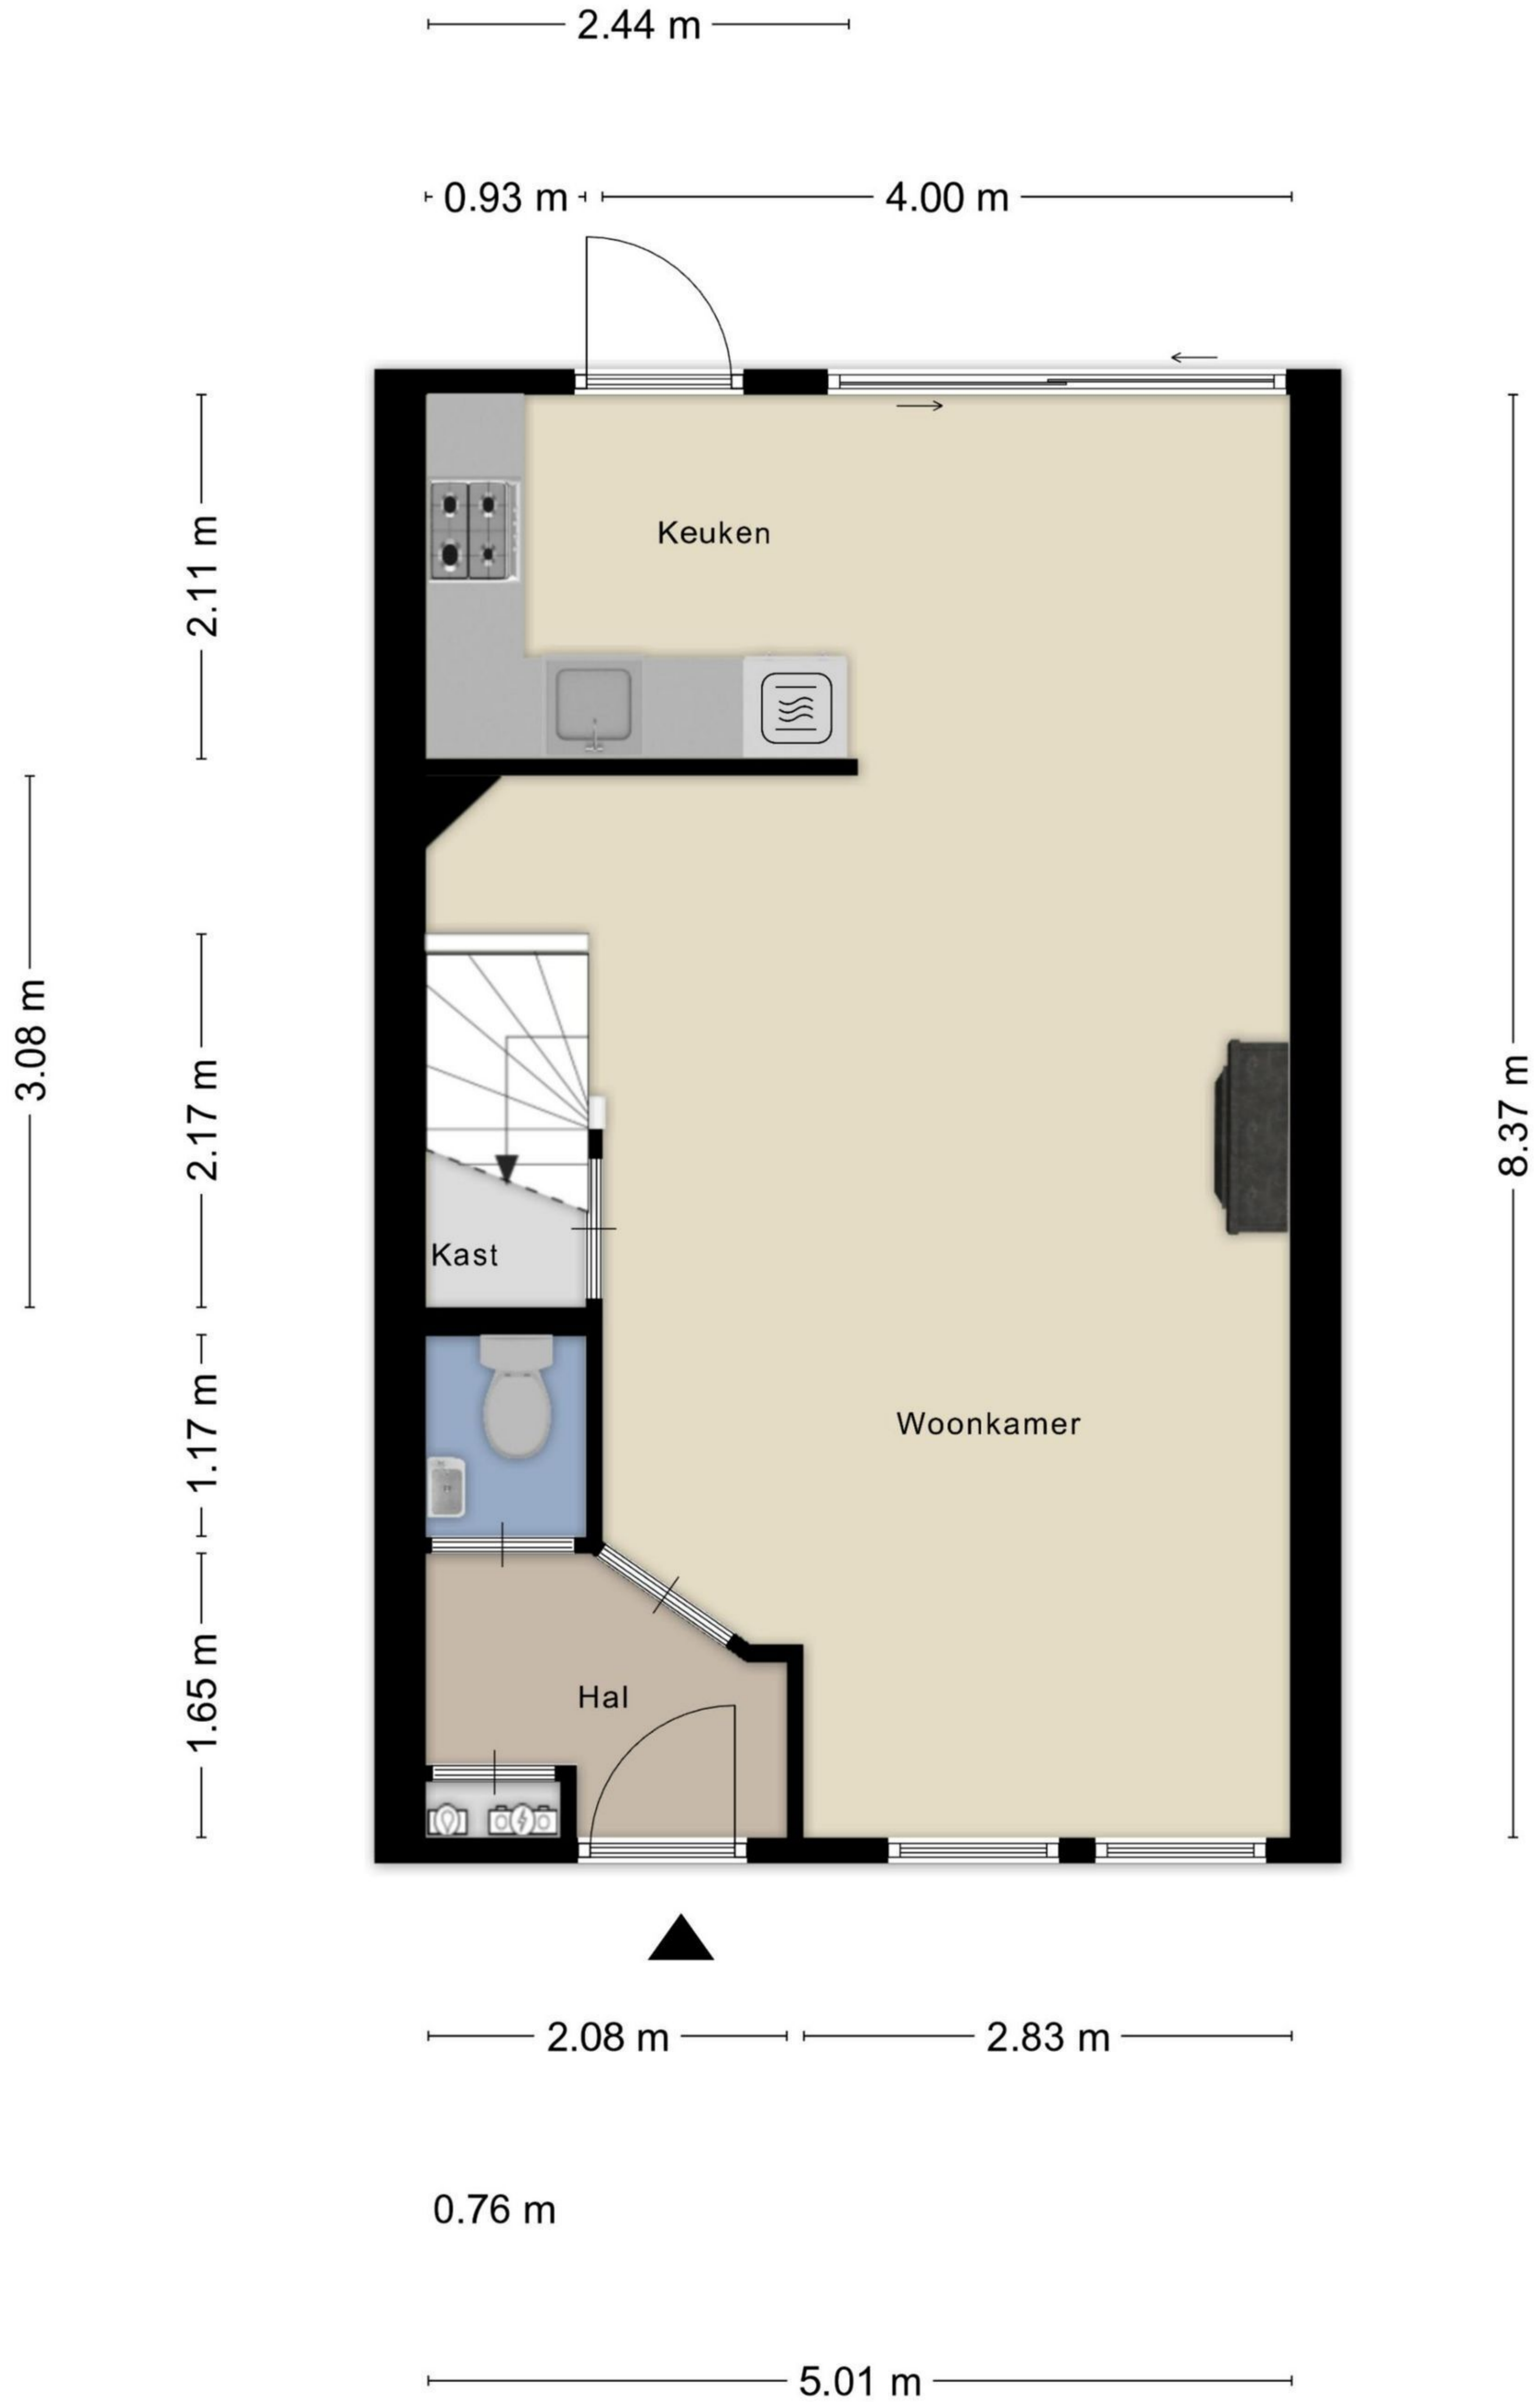 2.44 m
0.93 m
4.00 m
2.11 m
Keuken
3.08 m
2.17 m
8.37 m
Kast
1.17 m
Woonkamer
1.65 m
Hal
2.08 m
2.83 m
0.76 m
5.01 m